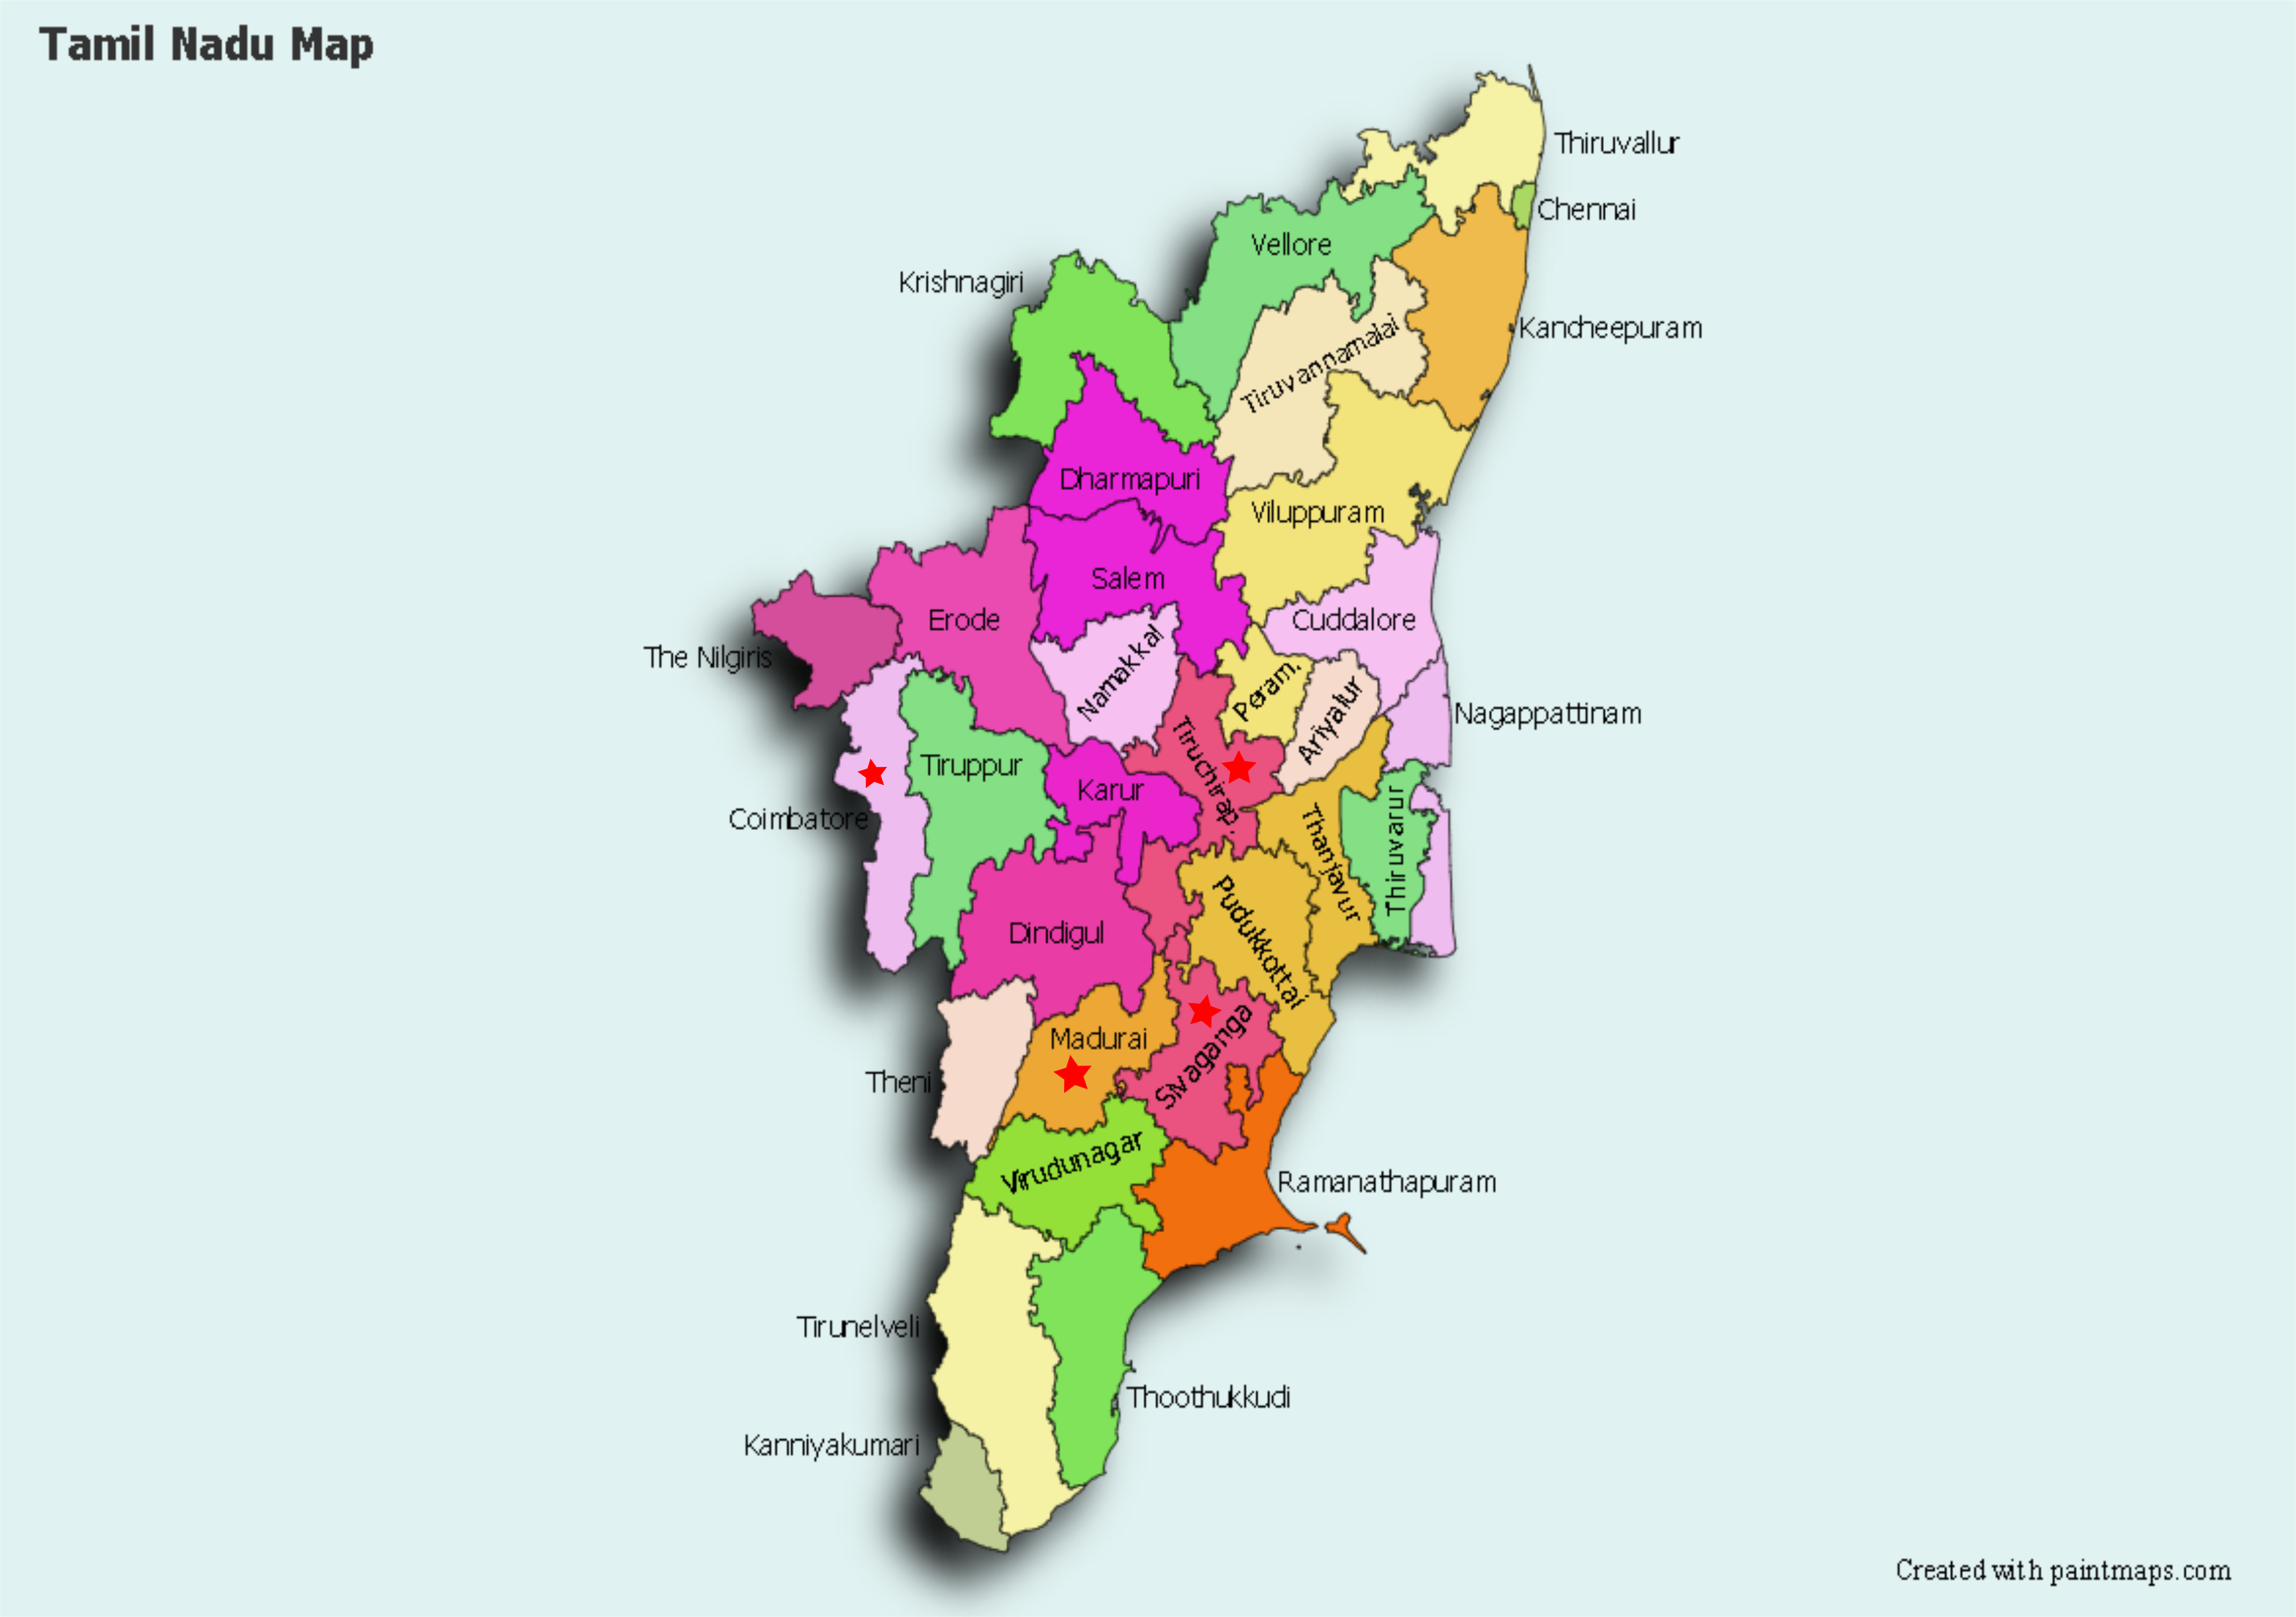 Tamil Nadu Map
Thiruvallur
Chennai
Vellore
Krishnagiri
Kancheepuram
Tiruvannamalai
Dharmapuri
Viluppuram
Salem
Erode
Cuddalore
The Nilgiris
Namakkal
Peram.
Ariyalur
Nagappattinam
Tiruppur
Tiruchirap.
Karur
Coimbatore
Thanjavur
Thiruvarur
Dindigul
Pudukkottai
Madurai
Sivaganga
Theni
Virudunagar
Ramanathapuram
Tirunelveli
Thoothukkudi
Kanniyakumari
Created with paintmaps.com